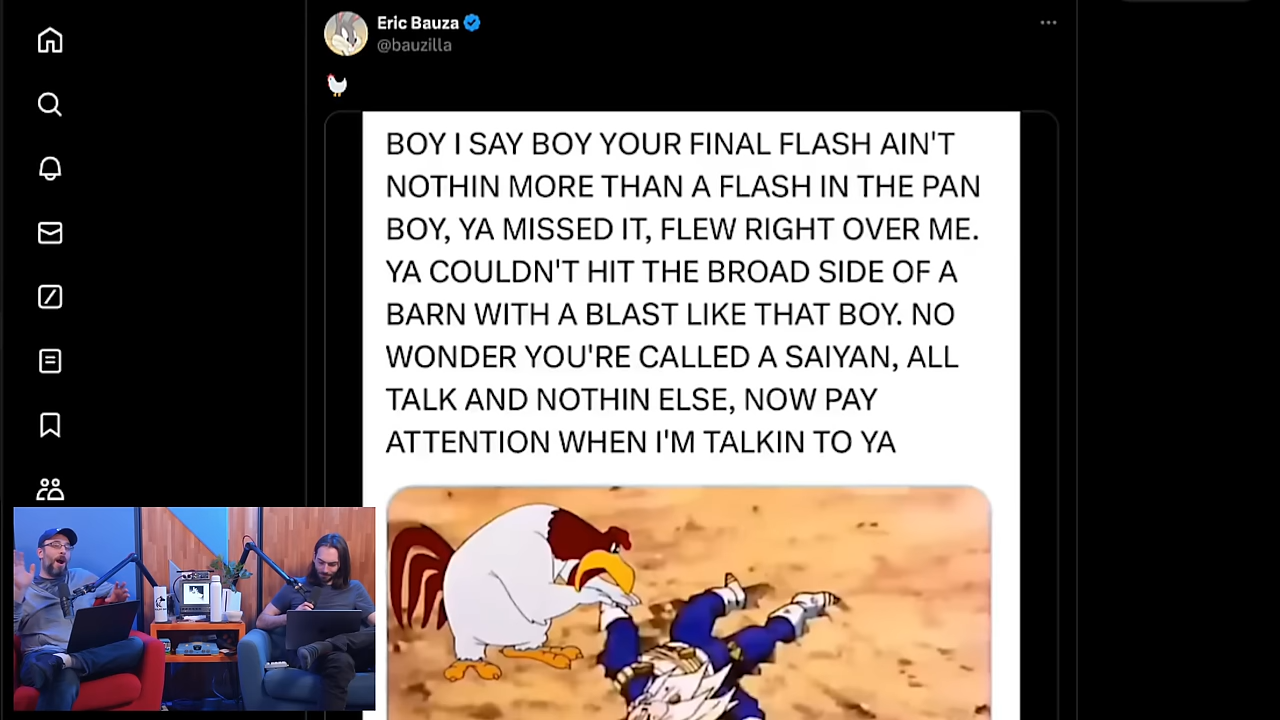 Eric Bauza
@bauzilla
BOY I SAY BOY YOUR FINAL FLASH AIN'T
NOTHIN MORE THAN A FLASH IN THE PAN
BOY, YA MISSED IT, FLEW RIGHT OVER ME.
YA COULDN'T HIT THE BROAD SIDE OF A
BARN WITH A BLAST LIKE THAT BOY. NO
WONDER YOU'RE CALLED A SAIYAN, ALL
TALK AND NOTHIN ELSE, NOW PAY
ATTENTION WHEN I'M TALKIN TO YA